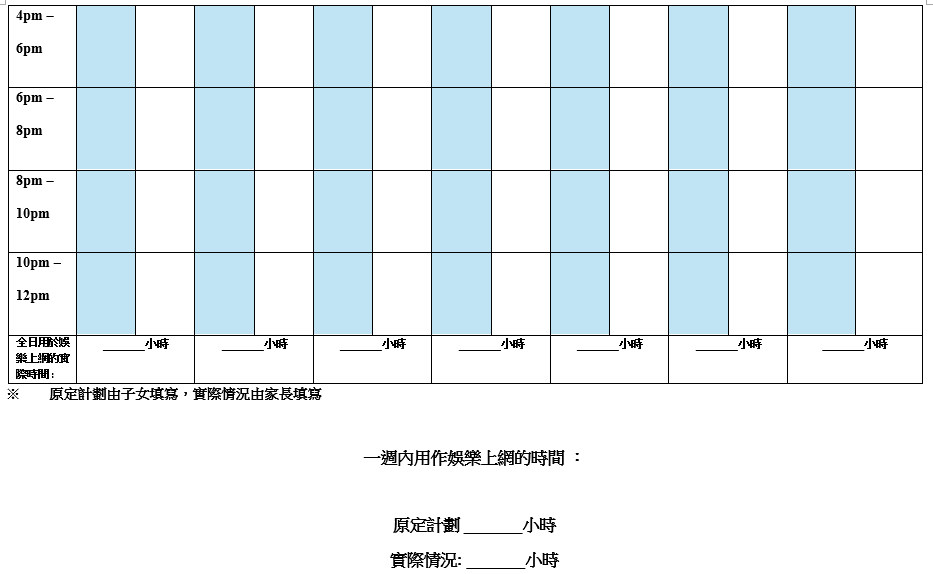 4pm –
6pm
6pm –
8pm
8pm –
10pm
10pm –
12pm
全日用於娛
樂上網的實
際時間 :
_______小時 _______小時 _______小時 _______小時 _______小時 _______小時 _______小時
※ 原定計劃由子女填寫，實際情況由家長填寫
一週內用作娛樂上網的時間 ：
原定計劃 _______小時
實際情況: _______小時